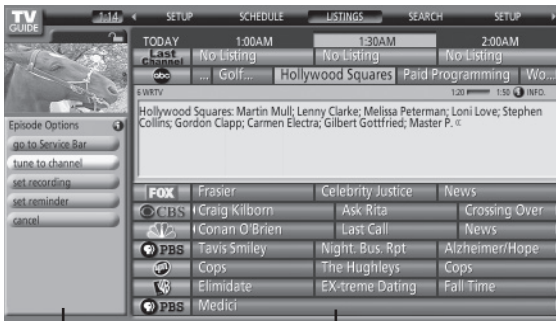 TV GUIDE
1:14
SETUP SCHEDULE LISTINGS SEARCH SETUP
TODAY 1:00AM 1:30AM 2:00AM
Last Channel No Listing No Listing No Listing
abc ... Golf... Hollywood Squares Paid Programming Wo...
6 WRTV 1:20 1:50 i INFO.
Hollywood Squares: Martin Mull; Lenny Clarke; Melissa Peterman; Loni Love; Stephen
Collins; Gordon Clapp; Carmen Electra; Gilbert Gottfried; Master P.
Episode Options i
go to Service Bar
tune to channel
set recording
set reminder
cancel
FOX Frasier Celebrity Justice News
CBS Craig Kilborn Ask Rita Crossing Over
Conan O'Brien Last Call News
PBS Tavis Smiley Night. Bus. Rpt Alzheimer/Hope
Cops The Hughleys Cops
Elimidate EX-treme Dating Fall Time
PBS Medici